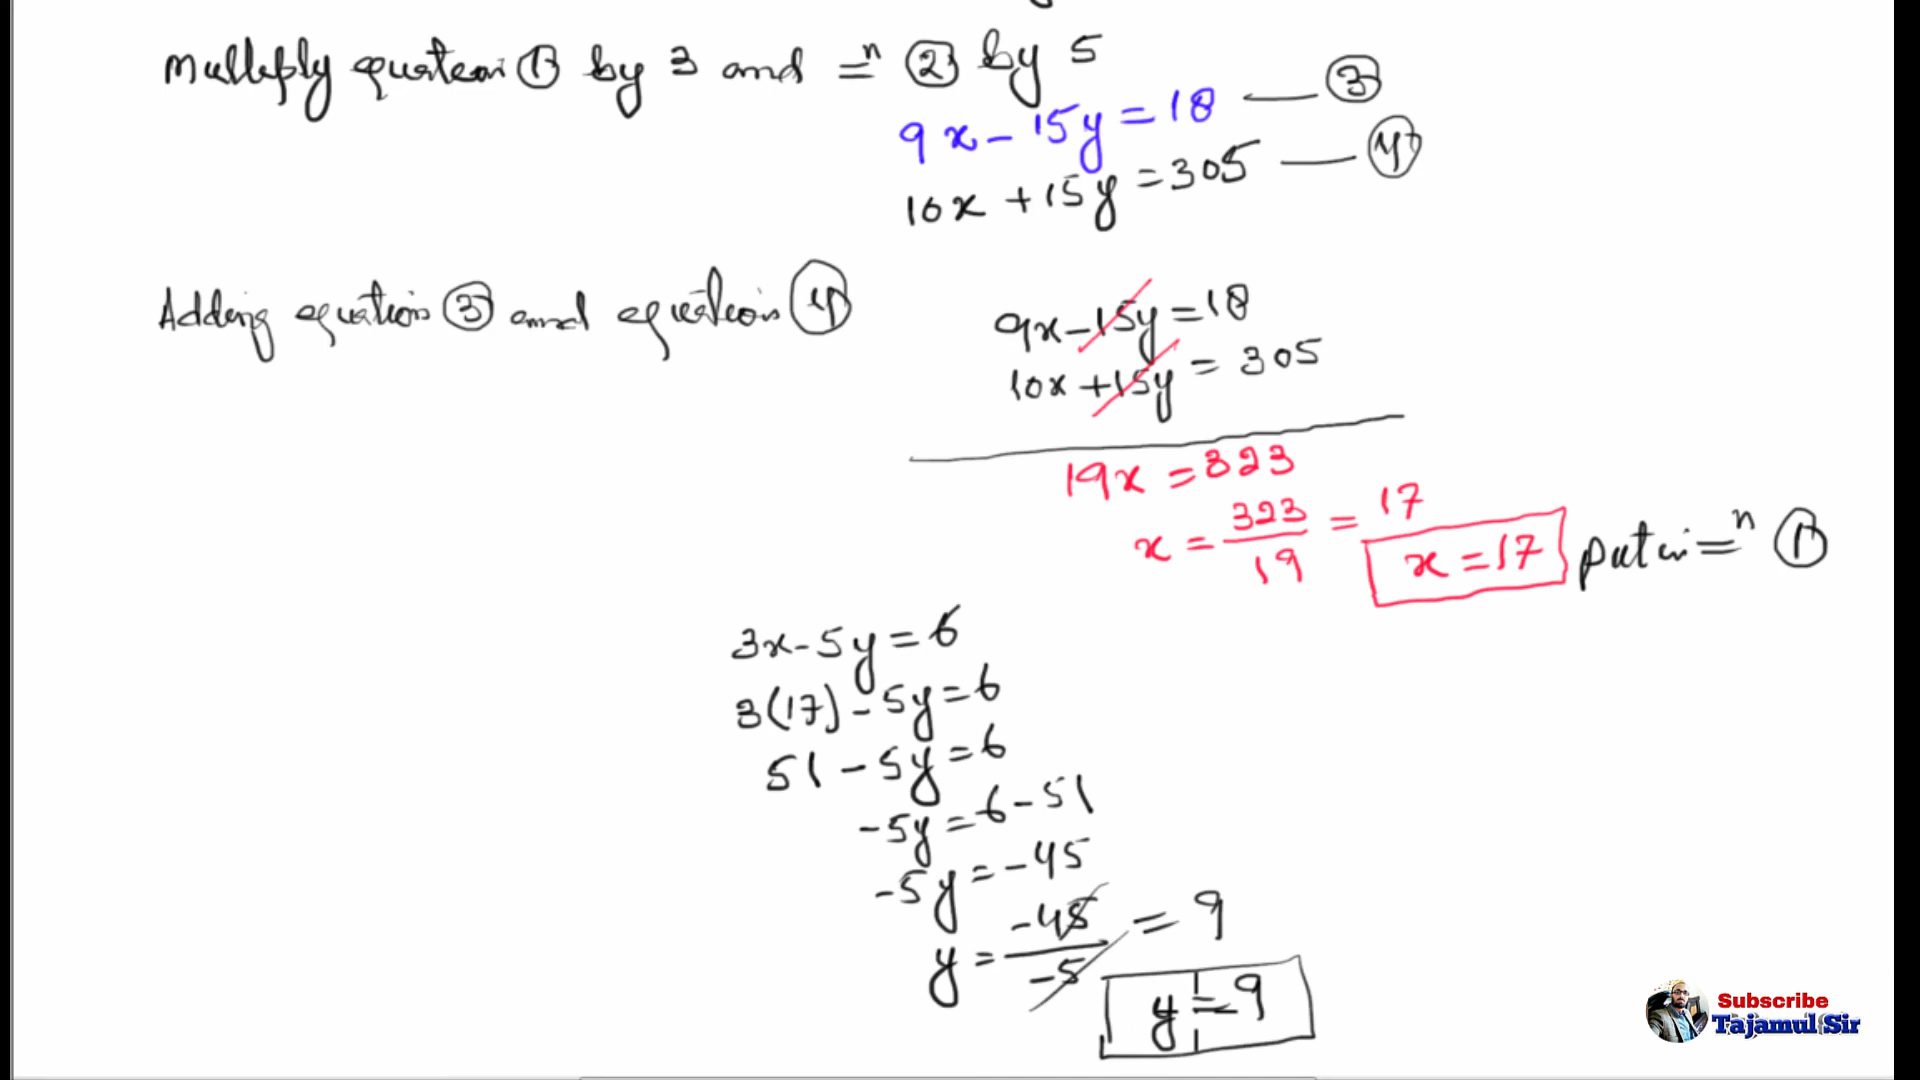 Multiply equation ① by 3 and =ⁿ ② by 5
9x - 15y = 18 — ③
10x + 15y = 305 — ④
Adding equation ③ and equation ④
9x - 15y = 18
10x + 15y = 305
19x = 323
x = 323/19 = 17
x = 17 put in =ⁿ ①
3x - 5y = 6
3(17) - 5y = 6
51 - 5y = 6
-5y = 6 - 51
-5y = -45
y = -45/-5 = 9
y = 9
Subscribe
Tajamul Sir